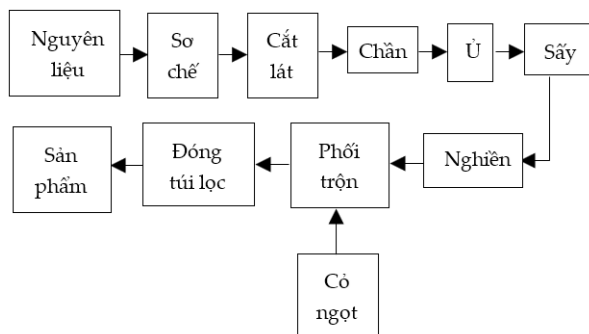 Nguyên
liệu
Sơ
chế
Cắt
lát
Chần
Ủ
Sấy
Nghiền
Phối
trộn
Đóng
túi lọc
Sản
phẩm
Cỏ
ngọt